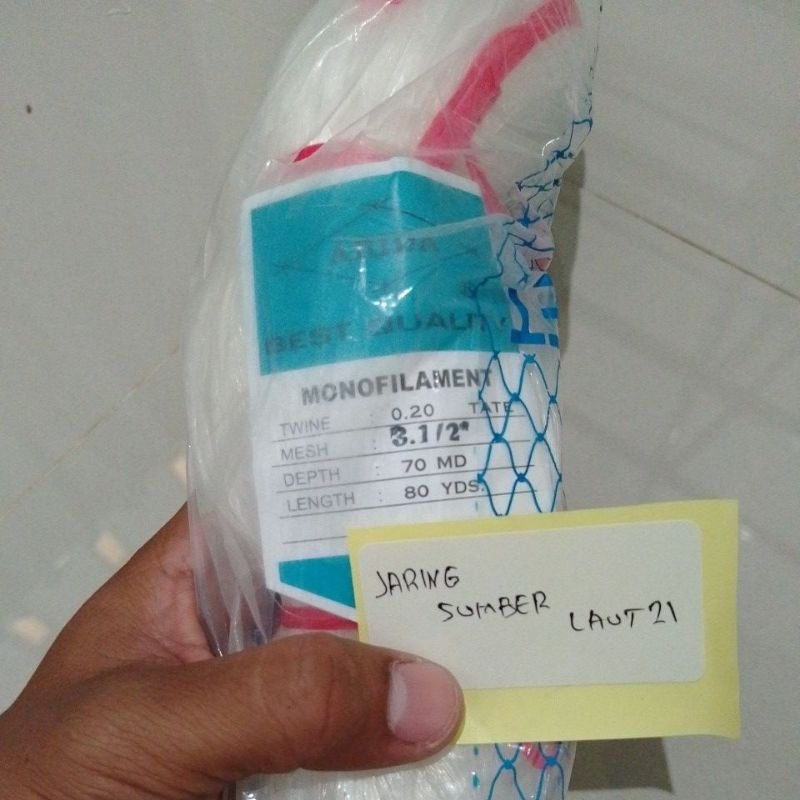 BEST QUALITY
MONOFILAMENT
TWINE : 0.20 TATE
MESH : 3.1/2"
DEPTH : 70 MD
LENGTH : 80 YDS.
JARING
SUMBER
LAUT21